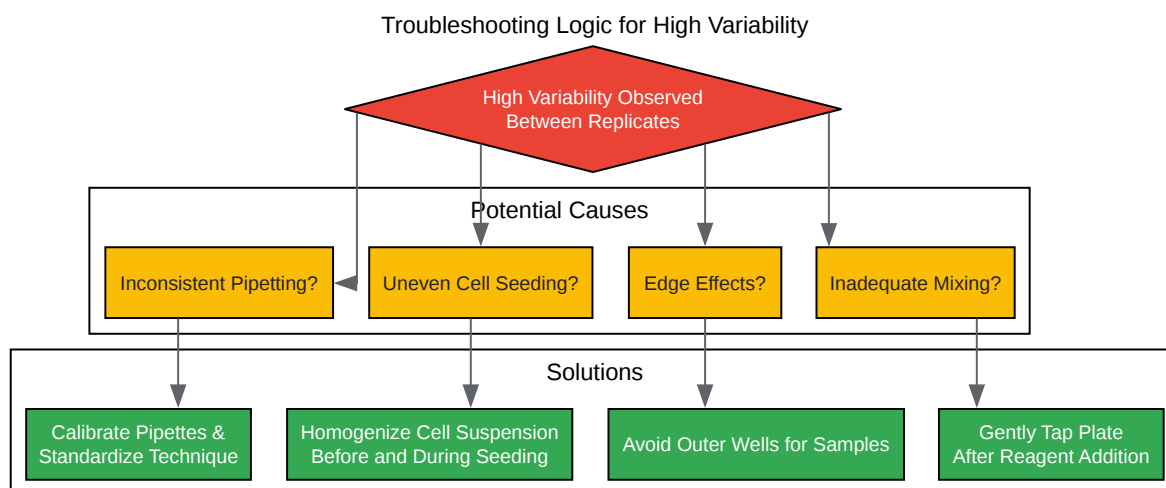 Troubleshooting Logic for High Variability
High Variability Observed
Between Replicates
Potential Causes
Inconsistent Pipetting?
Uneven Cell Seeding?
Edge Effects?
Inadequate Mixing?
Solutions
Calibrate Pipettes &
Standardize Technique
Homogenize Cell Suspension
Before and During Seeding
Avoid Outer Wells for Samples
Gently Tap Plate
After Reagent Addition